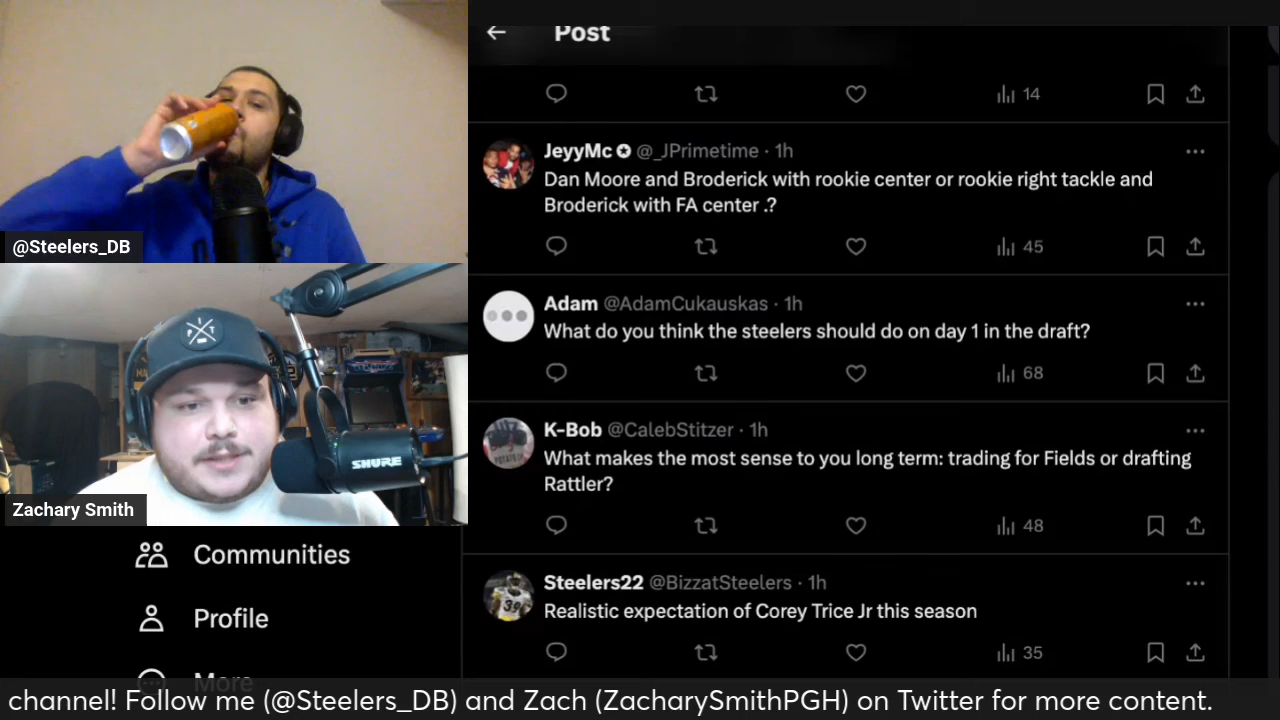 Post
14
JeyyMc @_JPrimetime · 1h
Dan Moore and Broderick with rookie center or rookie right tackle and
Broderick with FA center .?
45
Adam @AdamCukauskas · 1h
What do you think the steelers should do on day 1 in the draft?
68
K-Bob @CalebStitzer · 1h
What makes the most sense to you long term: trading for Fields or drafting
Rattler?
48
Steelers22 @BizzatSteelers · 1h
Realistic expectation of Corey Trice Jr this season
35
@Steelers_DB
PIT
SHURE
Zachary Smith
Communities
Profile
More
channel! Follow me (@Steelers_DB) and Zach (ZacharySmithPGH) on Twitter for more content.